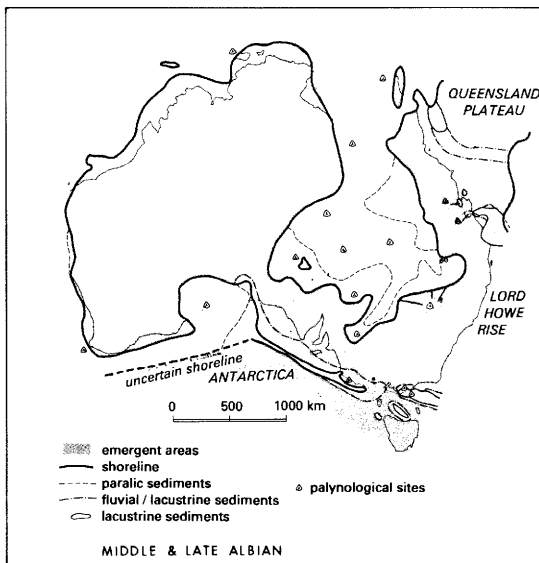 QUEENSLAND
PLATEAU
LORD
HOWE
RISE
uncertain shoreline
ANTARCTICA
0 500 1000 km
emergent areas
shoreline
paralic sediments
fluvial / lacustrine sediments
palynological sites
lacustrine sediments
MIDDLE & LATE ALBIAN